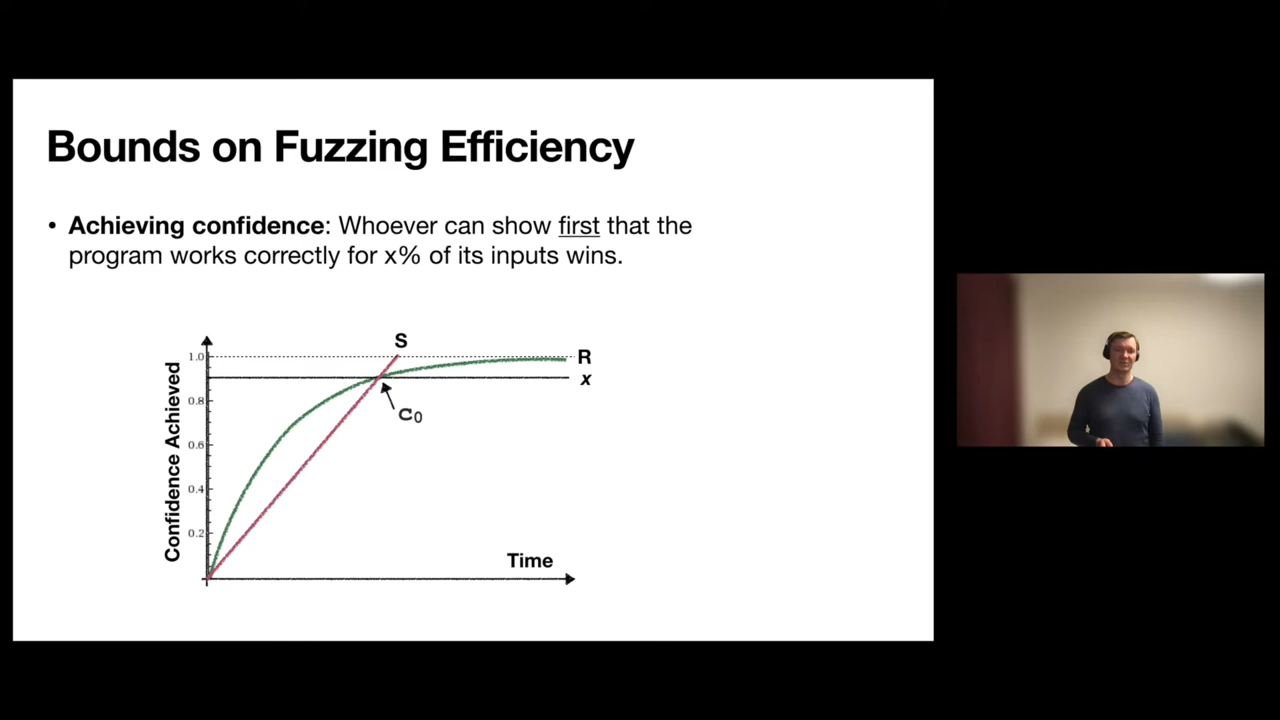 Bounds on Fuzzing Efficiency
• Achieving confidence: Whoever can show first that the
program works correctly for x% of its inputs wins.
S
1.0
R
x
0.8
C0
0.6
0.4
0.2
Confidence Achieved
Time